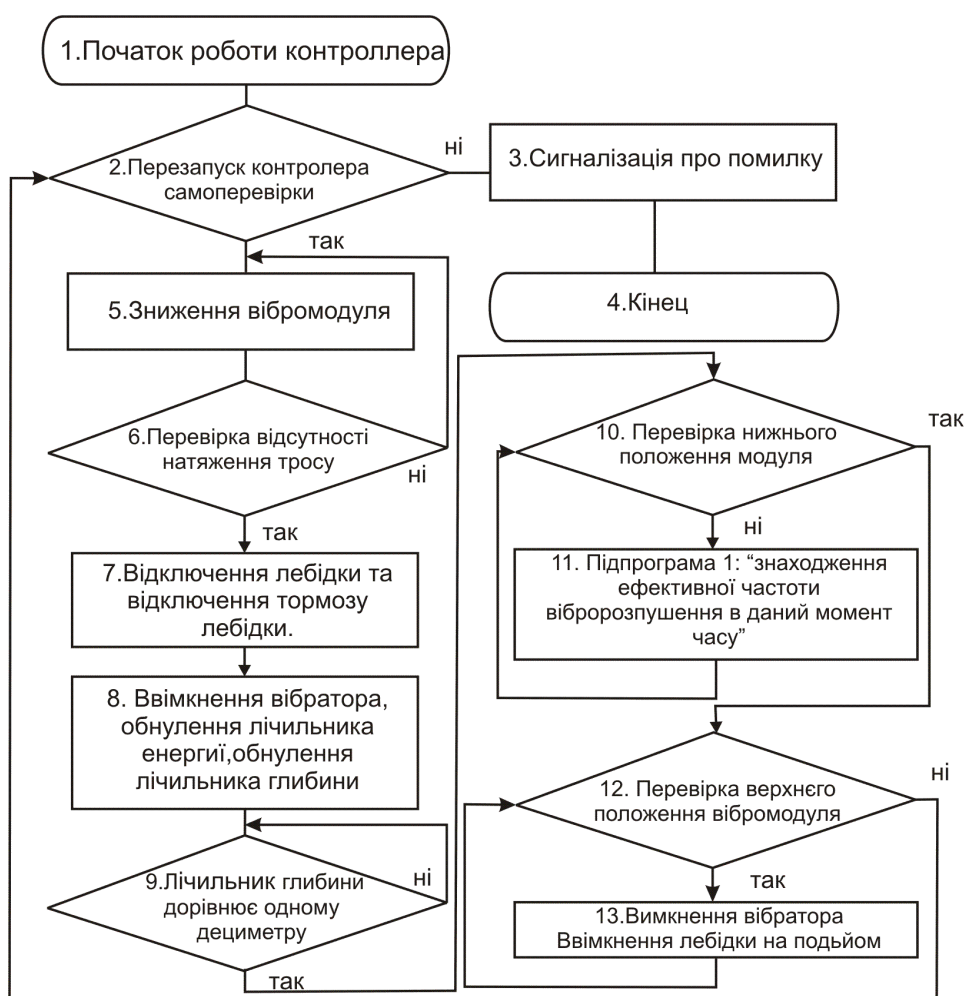 1.Початок роботи контроллера
2.Перезапуск контролера
самоперевірки
ні
3.Сигналізація про помилку
4.Кінец
так
5.Зниження вібромодуля
6.Перевірка відсутності
натяження тросу
ні
так
7.Відключення лебідки та
відключення тормозу
лебідки.
8. Ввімкнення вібратора,
обнулення лічильника
енергиї,обнулення
лічильника глибини
9.Лічильник глибини
дорівнює одному
дециметру
ні
так
10. Перевірка нижнього
положення модуля
так
ні
11. Підпрограма 1: “знаходження
ефективної частоти
вібророзпушення в даний момент
часу”
12. Перевірка верхнєго
положення вібромодуля
ні
так
13.Вимкнення вібратора
Ввімкнення лебідки на подьйом